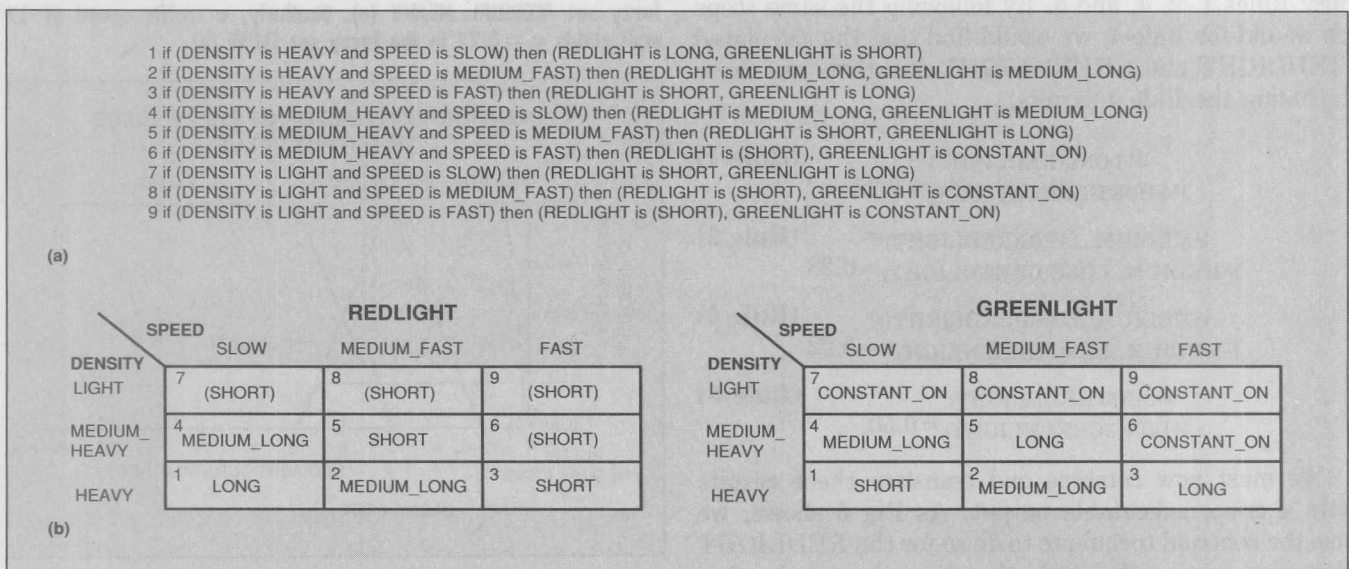 1 if (DENSITY is HEAVY and SPEED is SLOW) then (REDLIGHT is LONG, GREENLIGHT is SHORT)
2 if (DENSITY is HEAVY and SPEED is MEDIUM_FAST) then (REDLIGHT is MEDIUM_LONG, GREENLIGHT is MEDIUM_LONG)
3 if (DENSITY is HEAVY and SPEED is FAST) then (REDLIGHT is SHORT, GREENLIGHT is LONG)
4 if (DENSITY is MEDIUM_HEAVY and SPEED is SLOW) then (REDLIGHT is MEDIUM_LONG, GREENLIGHT is MEDIUM_LONG)
5 if (DENSITY is MEDIUM_HEAVY and SPEED is MEDIUM_FAST) then (REDLIGHT is SHORT, GREENLIGHT is LONG)
6 if (DENSITY is MEDIUM_HEAVY and SPEED is FAST) then (REDLIGHT is (SHORT), GREENLIGHT is CONSTANT_ON)
7 if (DENSITY is LIGHT and SPEED is SLOW) then (REDLIGHT is SHORT, GREENLIGHT is LONG)
8 if (DENSITY is LIGHT and SPEED is MEDIUM_FAST) then (REDLIGHT is (SHORT), GREENLIGHT is CONSTANT_ON)
9 if (DENSITY is LIGHT and SPEED is FAST) then (REDLIGHT is (SHORT), GREENLIGHT is CONSTANT_ON)
(a)
REDLIGHT
SPEED
SLOW MEDIUM_FAST FAST
DENSITY
LIGHT 7 (SHORT) 8 (SHORT) 9 (SHORT)
MEDIUM_
HEAVY 4 MEDIUM_LONG 5 SHORT 6 (SHORT)
HEAVY 1 LONG 2 MEDIUM_LONG 3 SHORT
GREENLIGHT
SPEED
SLOW MEDIUM_FAST FAST
DENSITY
LIGHT 7 CONSTANT_ON 8 CONSTANT_ON 9 CONSTANT_ON
MEDIUM_
HEAVY 4 MEDIUM_LONG 5 LONG 6 CONSTANT_ON
HEAVY 1 SHORT 2 MEDIUM_LONG 3 LONG
(b)